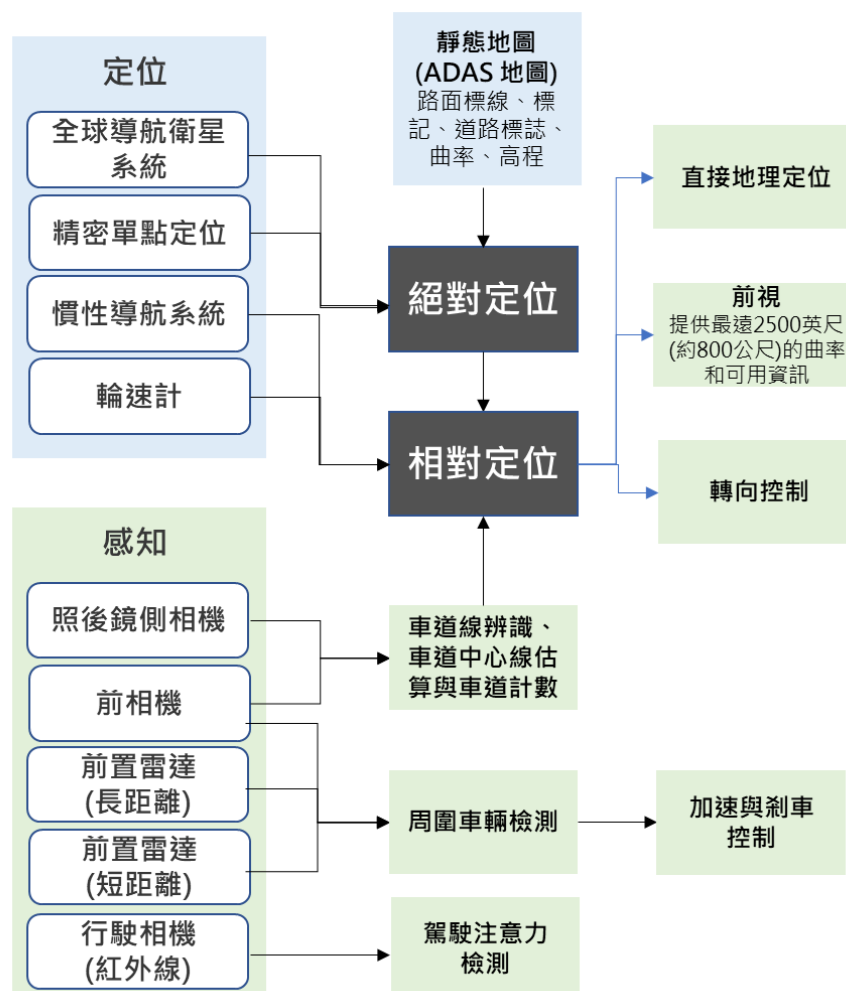 定位
全球導航衛星
系統
精密單點定位
慣性導航系統
輪速計
靜態地圖
(ADAS 地圖)
路面標線、標
記、道路標誌、
曲率、高程
絕對定位
相對定位
直接地理定位
前視
提供最遠2500英尺
(約800公尺)的曲率
和可用資訊
轉向控制
感知
照後鏡側相機
前相機
前置雷達
(長距離)
前置雷達
(短距離)
行駛相機
(紅外線)
車道線辨識、
車道中心線估
算與車道計數
周圍車輛檢測
加速與剎車
控制
駕駛注意力
檢測